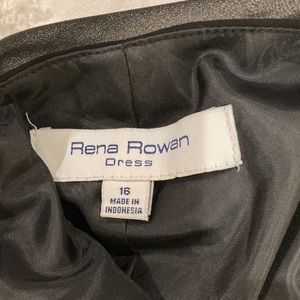 Rena Rowan
Dress
16
MADE IN
INDONESIA